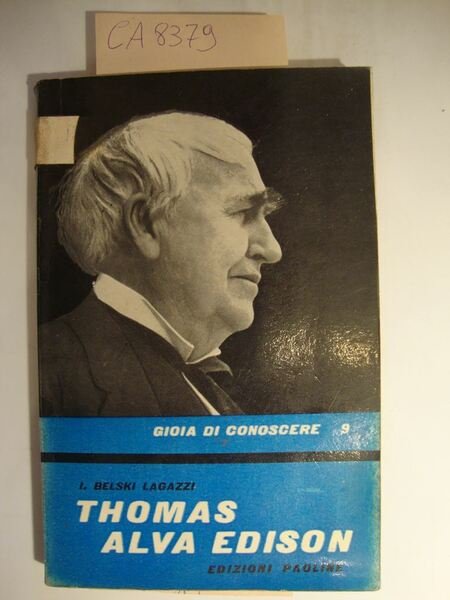 CA 8379
GIOIA DI CONOSCERE 9
I. BELSKI LAGAZZI
THOMAS
ALVA EDISON
EDIZIONI PAOLINE